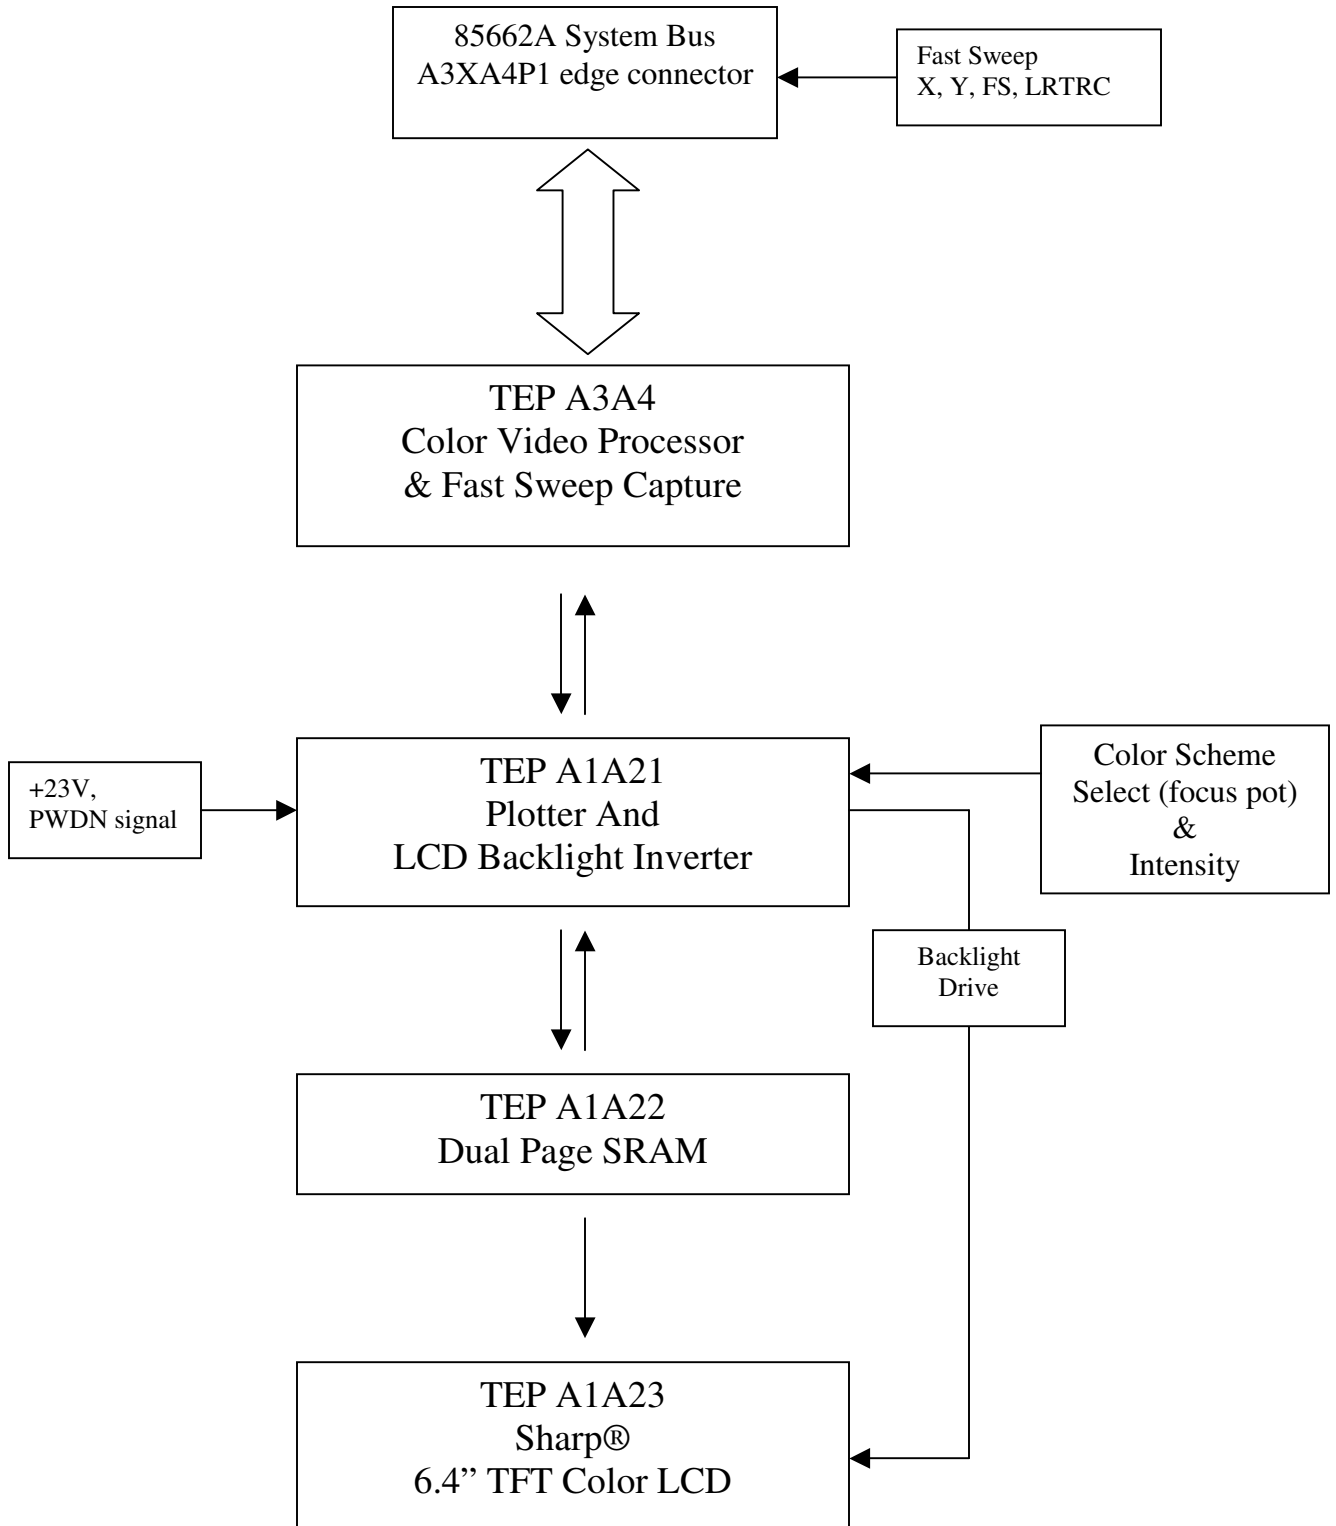 85662A System Bus
A3XA4P1 edge connector
Fast Sweep
X, Y, FS, LRTRC
TEP A3A4
Color Video Processor
& Fast Sweep Capture
TEP A1A21
Plotter And
LCD Backlight Inverter
+23V,
PWDN signal
Color Scheme
Select (focus pot)
&
Intensity
Backlight
Drive
TEP A1A22
Dual Page SRAM
TEP A1A23
Sharp®
6.4” TFT Color LCD